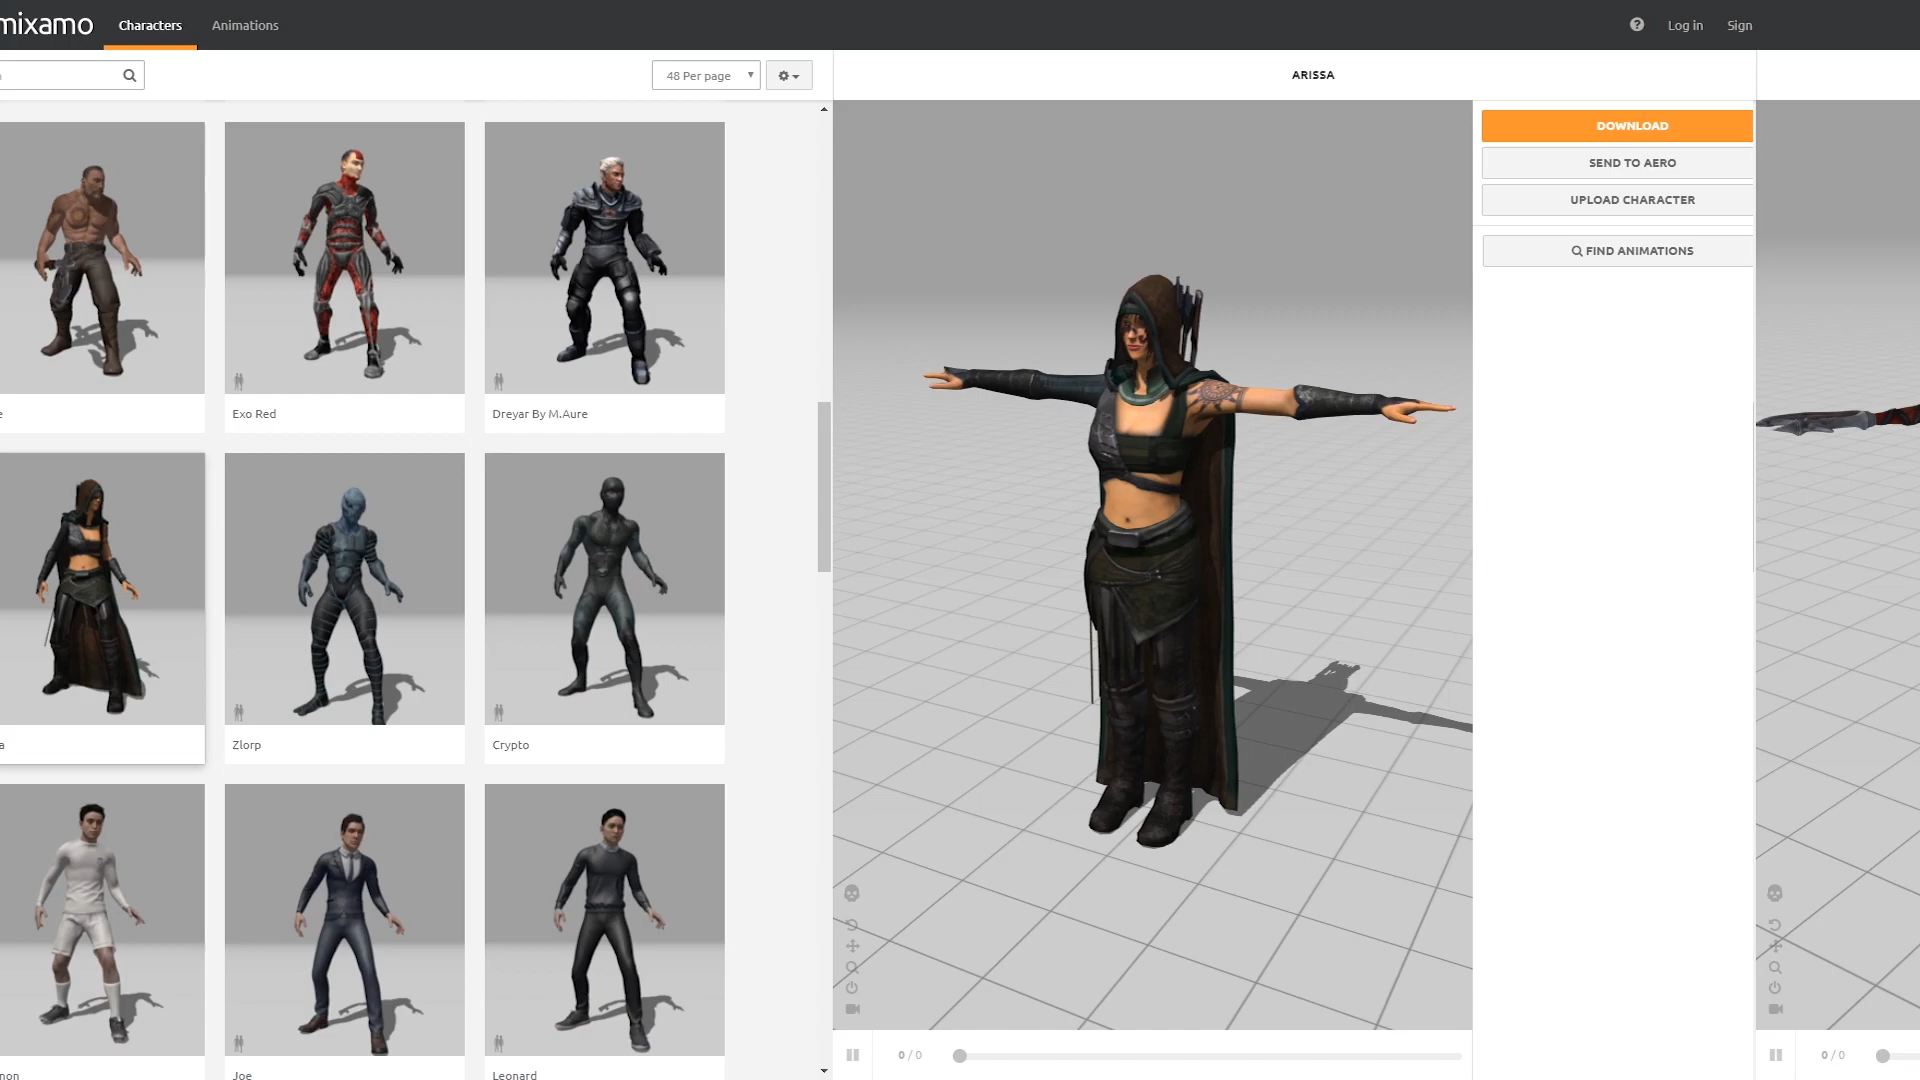 mixamo
Characters
Animations
Log in
Sign
48 Per page
ARISSA
DOWNLOAD
SEND TO AERO
UPLOAD CHARACTER
FIND ANIMATIONS
e
Exo Red
Dreyar By M.Aure
a
Zlorp
Crypto
non
Joe
Leonard
0 / 0
0 / 0